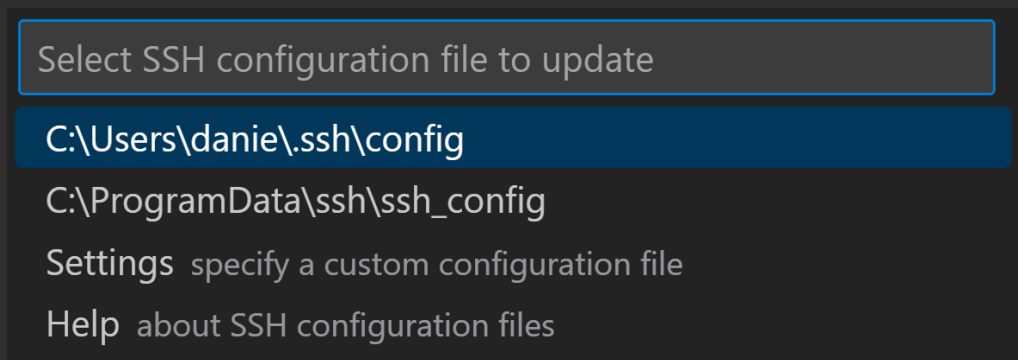 Select SSH configuration file to update
C:\Users\danie\.ssh\config
C:\ProgramData\ssh\ssh_config
Settings specify a custom configuration file
Help about SSH configuration files